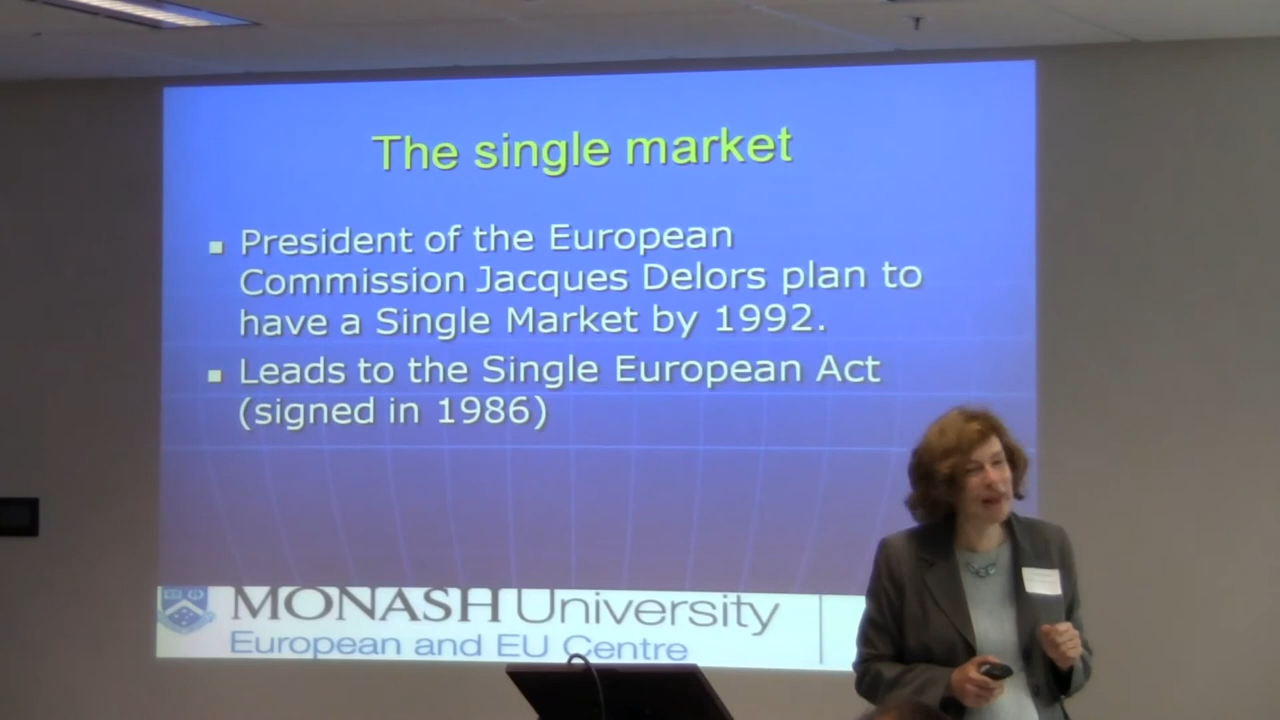 The single market
President of the European
Commission Jacques Delors plan to
have a Single Market by 1992.
Leads to the Single European Act
(signed in 1986)
MONASH University
European and EU Centre